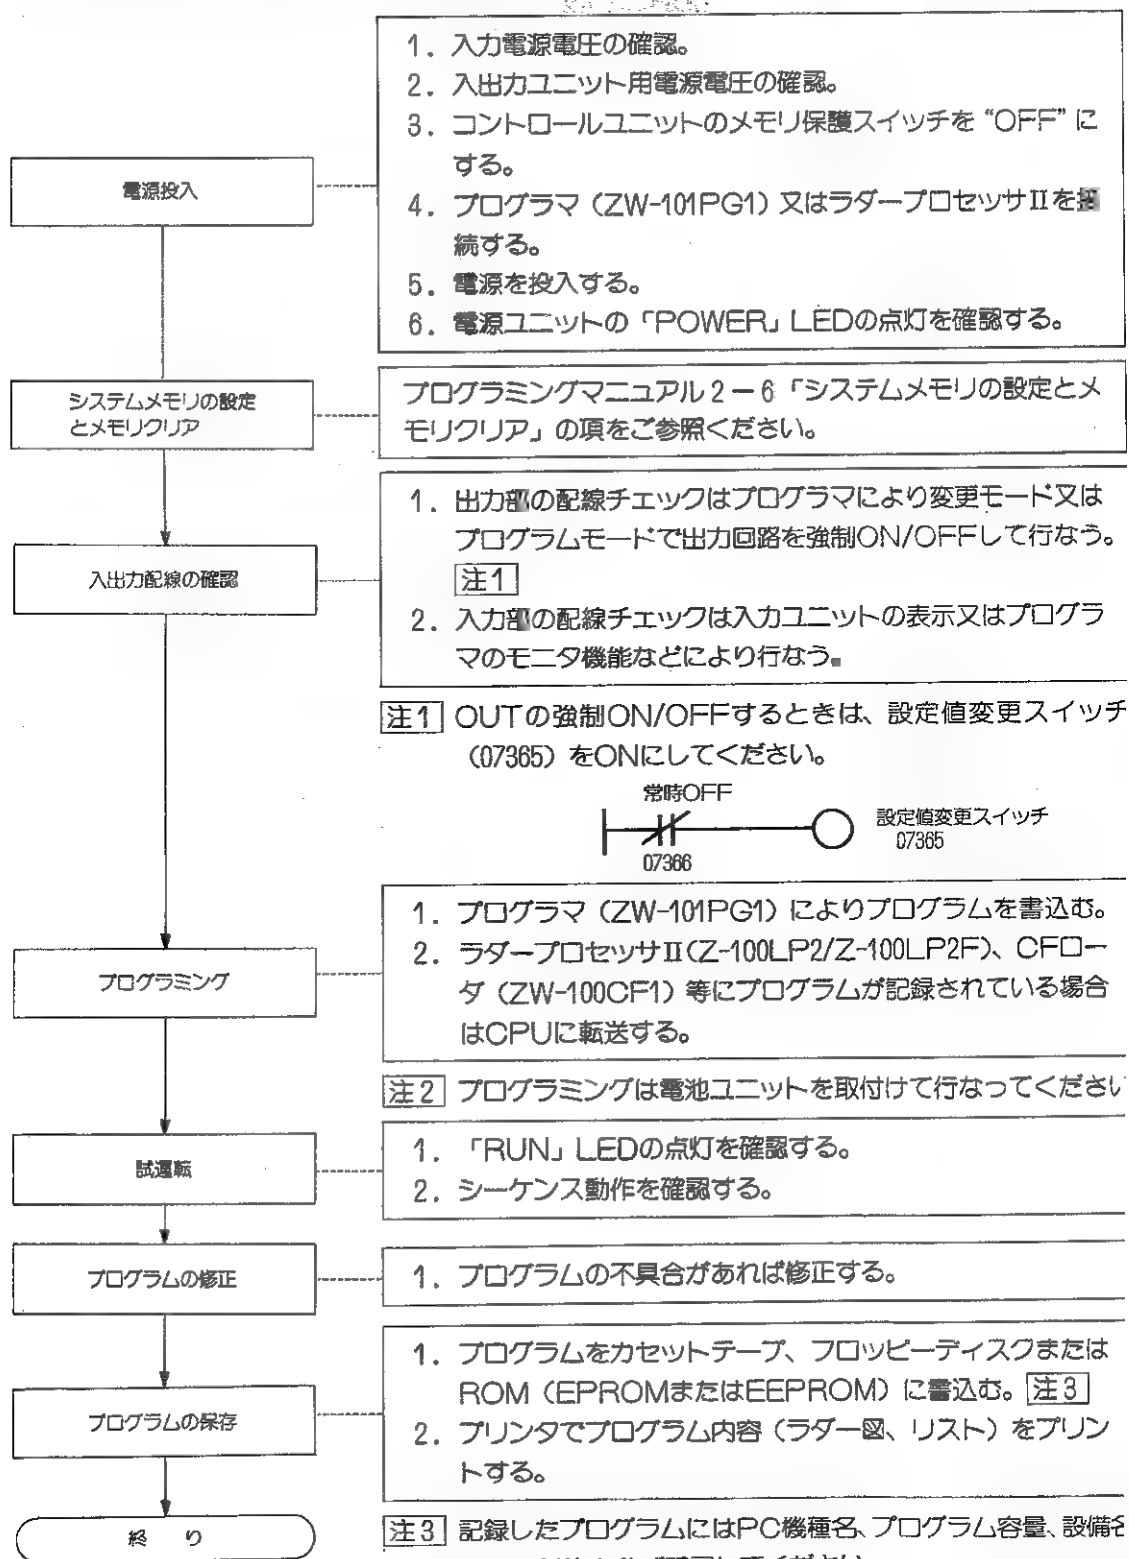 電源投入
1. 入力電源電圧の確認。
2. 入出力ユニット用電源電圧の確認。
3. コントロールユニットのメモリ保護スイッチを“OFF”に
する。
4. プログラマ（ZW-101PG1）又はラダープロセッサⅡを接
続する。
5. 電源を投入する。
6. 電源ユニットの「POWER」LEDの点灯を確認する。
システムメモリの設定
とメモリクリア
プログラミングマニュアル2－6「システムメモリの設定とメ
モリクリア」の項をご参照ください。
入出力配線の確認
1. 出力部の配線チェックはプログラマにより変更モード又は
プログラムモードで出力回路を強制ON/OFFして行なう。
注1
2. 入力部の配線チェックは入力ユニットの表示又はプログラ
マのモニタ機能などにより行なう。
注1 OUTの強制ON/OFFするときは、設定値変更スイッチ
（07365）をONにしてください。
常時OFF
07366
設定値変更スイッチ
07365
プログラミング
1. プログラマ（ZW-101PG1）によりプログラムを書込む。
2. ラダープロセッサⅡ(Z-100LP2/Z-100LP2F)、CFロー
ダ（ZW-100CF1）等にプログラムが記録されている場合
はCPUに転送する。
注2 プログラミングは電池ユニットを取付けて行なってください
試運転
1. 「RUN」LEDの点灯を確認する。
2. シーケンス動作を確認する。
プログラムの修正
1. プログラムの不具合があれば修正する。
プログラムの保存
1. プログラムをカセットテープ、フロッピーディスクまたは
ROM（EPROMまたはEEPROM）に書込む。注3
2. プリンタでプログラム内容（ラダー図、リスト）をプリン
トする。
終り
注3 記録したプログラムにはPC機種名、プログラム容量、設備名